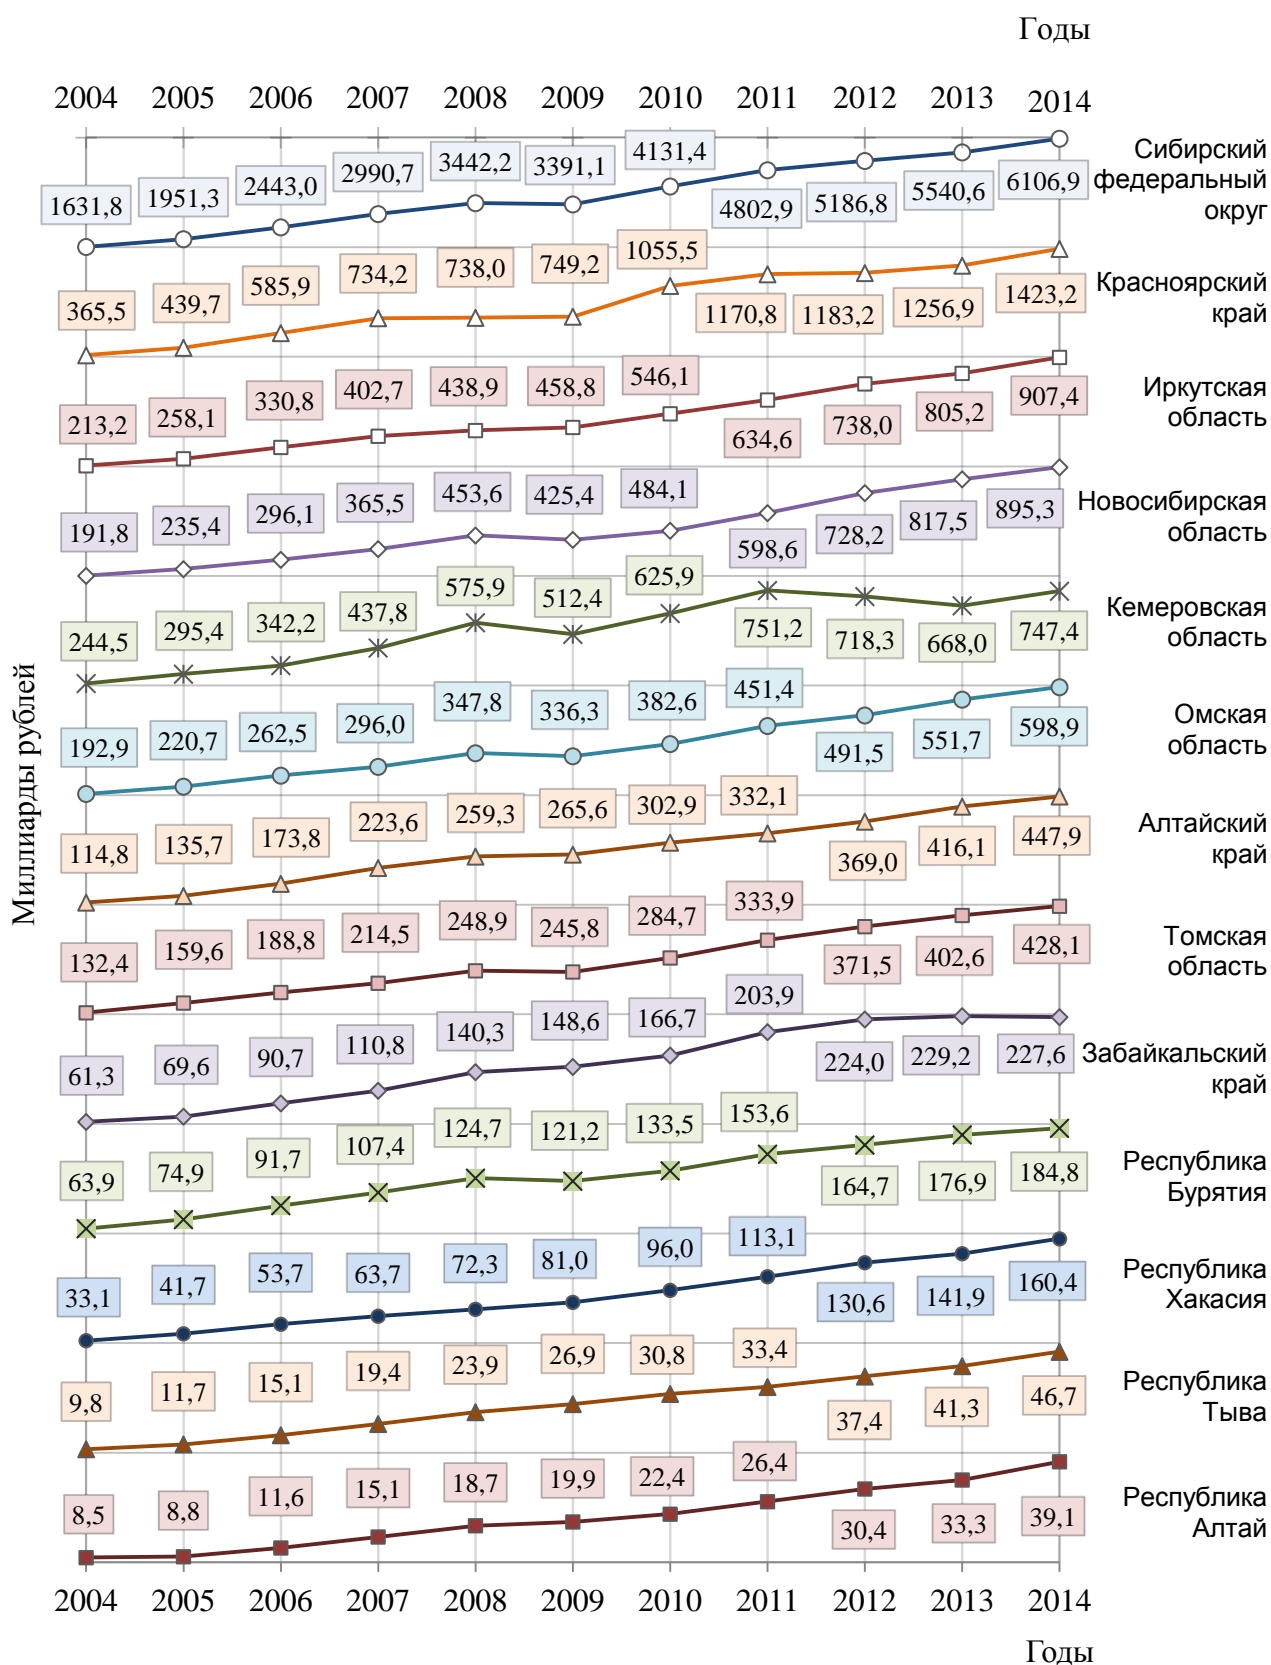 Годы
2004 2005 2006 2007 2008 2009 2010 2011 2012 2013 2014
Сибирский
федеральный
округ
1631,8 1951,3 2443,0 2990,7 3442,2 3391,1 4131,4 4802,9 5186,8 5540,6 6106,9
Красноярский
край
365,5 439,7 585,9 734,2 738,0 749,2 1055,5 1170,8 1183,2 1256,9 1423,2
Иркутская
область
213,2 258,1 330,8 402,7 438,9 458,8 546,1 634,6 738,0 805,2 907,4
Новосибирская
область
191,8 235,4 296,1 365,5 453,6 425,4 484,1 598,6 728,2 817,5 895,3
Кемеровская
область
244,5 295,4 342,2 437,8 575,9 512,4 625,9 751,2 718,3 668,0 747,4
Миллиарды рублей
Омская
область
192,9 220,7 262,5 296,0 347,8 336,3 382,6 451,4 491,5 551,7 598,9
Алтайский
край
114,8 135,7 173,8 223,6 259,3 265,6 302,9 332,1 369,0 416,1 447,9
Томская
область
132,4 159,6 188,8 214,5 248,9 245,8 284,7 333,9 371,5 402,6 428,1
Забайкальский
край
61,3 69,6 90,7 110,8 140,3 148,6 166,7 203,9 224,0 229,2 227,6
Республика
Бурятия
63,9 74,9 91,7 107,4 124,7 121,2 133,5 153,6 164,7 176,9 184,8
Республика
Хакасия
33,1 41,7 53,7 63,7 72,3 81,0 96,0 113,1 130,6 141,9 160,4
Республика
Тыва
9,8 11,7 15,1 19,4 23,9 26,9 30,8 33,4 37,4 41,3 46,7
Республика
Алтай
8,5 8,8 11,6 15,1 18,7 19,9 22,4 26,4 30,4 33,3 39,1
2004 2005 2006 2007 2008 2009 2010 2011 2012 2013 2014
Годы